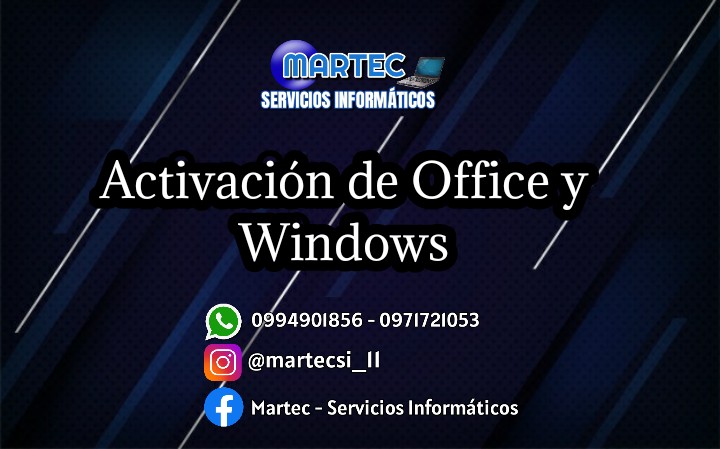 MARTEC
SERVICIOS INFORMÁTICOS
Activación de Office y
Windows
0994901856 - 0971721053
@martecsi_11
Martec - Servicios Informáticos